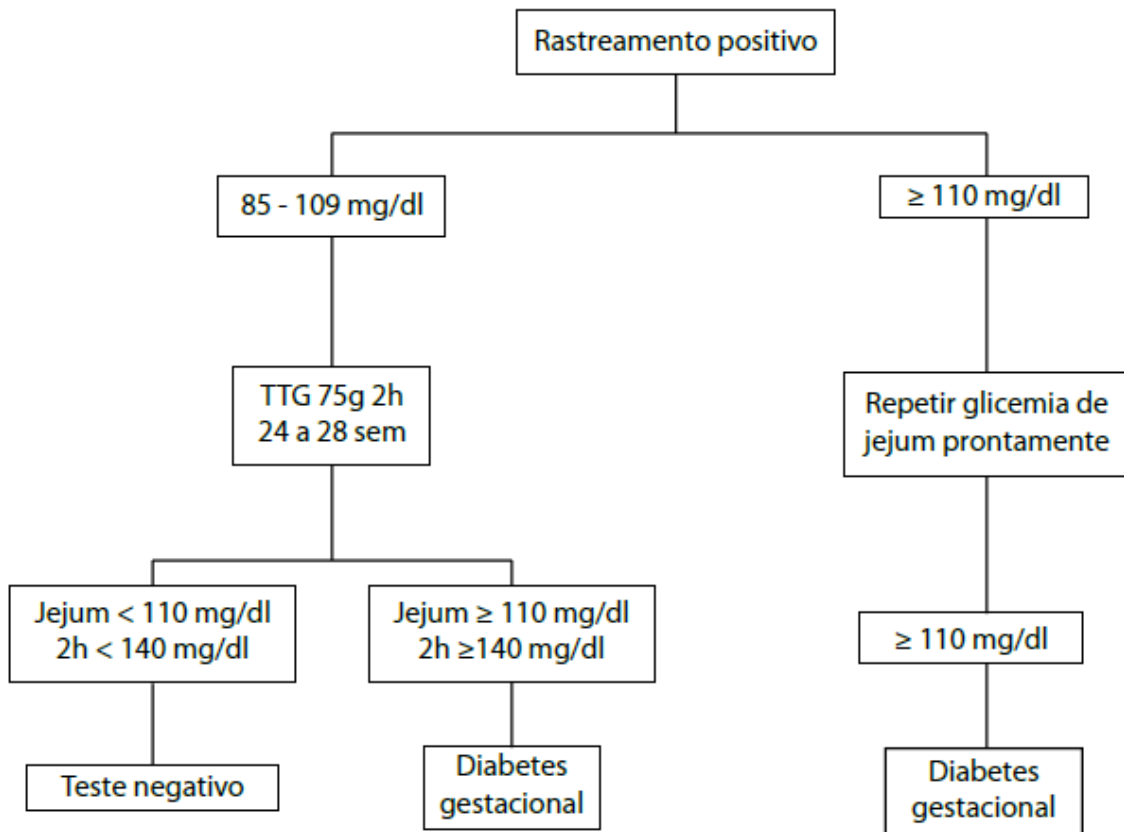 Rastreamento positivo
85 - 109 mg/dl
≥ 110 mg/dl
TTG 75g 2h
24 a 28 sem
Repetir glicemia de
jejum prontamente
Jejum < 110 mg/dl
2h < 140 mg/dl
Jejum ≥ 110 mg/dl
2h ≥140 mg/dl
≥ 110 mg/dl
Teste negativo
Diabetes
gestacional
Diabetes
gestacional